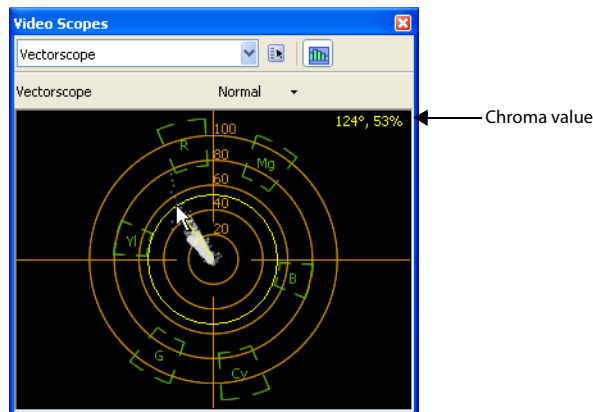 Video Scopes
Vectorscope
Vectorscope Normal
124°, 53%
Chroma value
100
R
80
Mg
60
40
20
Yl
B
G
Cy